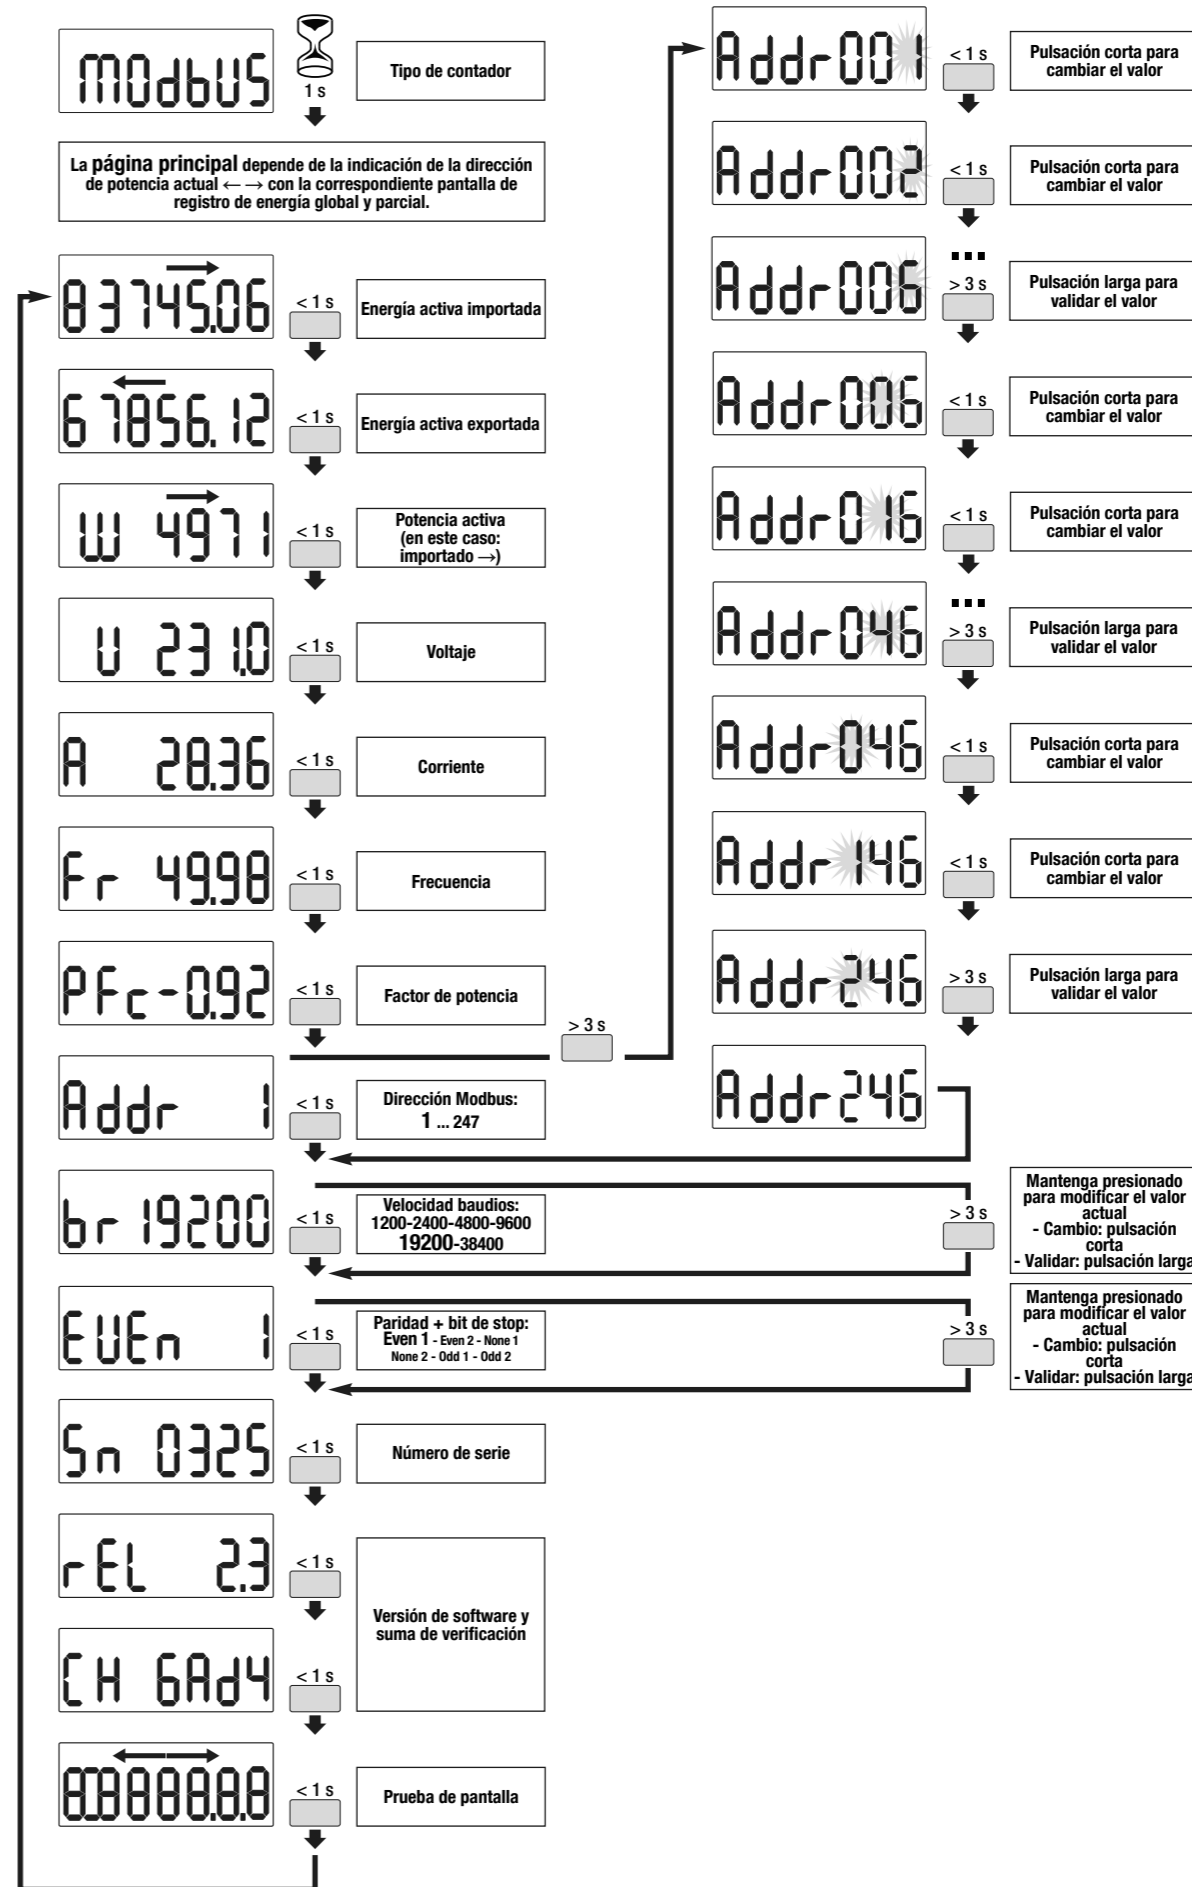 M0dbUS
1 s
Tipo de contador
La página principal depende de la indicación de la dirección
de potencia actual ← → con la correspondiente pantalla de
registro de energía global y parcial.
83745.06
< 1 s
Energía activa importada
67856.12
< 1 s
Energía activa exportada
W 4971
< 1 s
Potencia activa
(en este caso:
importado →)
U 231.0
< 1 s
Voltaje
A 28.36
< 1 s
Corriente
Fr 49.98
< 1 s
Frecuencia
PFc-0.92
< 1 s
Factor de potencia
> 3 s
Addr 1
< 1 s
Dirección Modbus:
1 ... 247
br 19200
< 1 s
Velocidad baudios:
1200-2400-4800-9600
19200-38400
EUEn 1
< 1 s
Paridad + bit de stop:
Even 1 - Even 2 - None 1
None 2 - Odd 1 - Odd 2
Sn 0325
< 1 s
Número de serie
rEL 2.3
< 1 s
Versión de software y
suma de verificación
CH 6Ad4
< 1 s
8.8.8888.8.8
< 1 s
Prueba de pantalla
Addr001
< 1 s
Pulsación corta para
cambiar el valor
Addr002
< 1 s
Pulsación corta para
cambiar el valor
Addr006
...
> 3 s
Pulsación larga para
validar el valor
Addr006
< 1 s
Pulsación corta para
cambiar el valor
Addr016
< 1 s
Pulsación corta para
cambiar el valor
Addr046
...
> 3 s
Pulsación larga para
validar el valor
Addr046
< 1 s
Pulsación corta para
cambiar el valor
Addr146
< 1 s
Pulsación corta para
cambiar el valor
Addr246
> 3 s
Pulsación larga para
validar el valor
Addr246
> 3 s
Mantenga presionado
para modificar el valor
actual
- Cambio: pulsación
corta
- Validar: pulsación larga
> 3 s
Mantenga presionado
para modificar el valor
actual
- Cambio: pulsación
corta
- Validar: pulsación larga